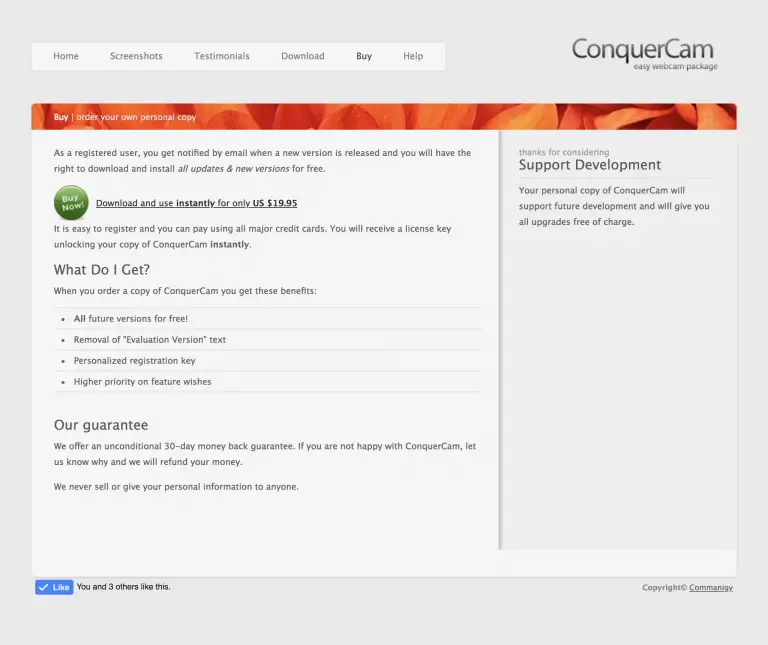 Home Screenshots Testimonials Download Buy Help
ConquerCam
easy webcam package
Buy | order your own personal copy
As a registered user, you get notified by email when a new version is released and you will have the
right to download and install all updates & new versions for free.
Buy
Now!
Download and use instantly for only US $19.95
It is easy to register and you can pay using all major credit cards. You will receive a license key
unlocking your copy of ConquerCam instantly.
What Do I Get?
When you order a copy of ConquerCam you get these benefits:
• All future versions for free!
• Removal of "Evaluation Version" text
• Personalized registration key
• Higher priority on feature wishes
Our guarantee
We offer an unconditional 30-day money back guarantee. If you are not happy with ConquerCam, let
us know why and we will refund your money.
We never sell or give your personal information to anyone.
thanks for considering
Support Development
Your personal copy of ConquerCam will
support future development and will give you
all upgrades free of charge.
Like You and 3 others like this.
Copyright© Commanigy